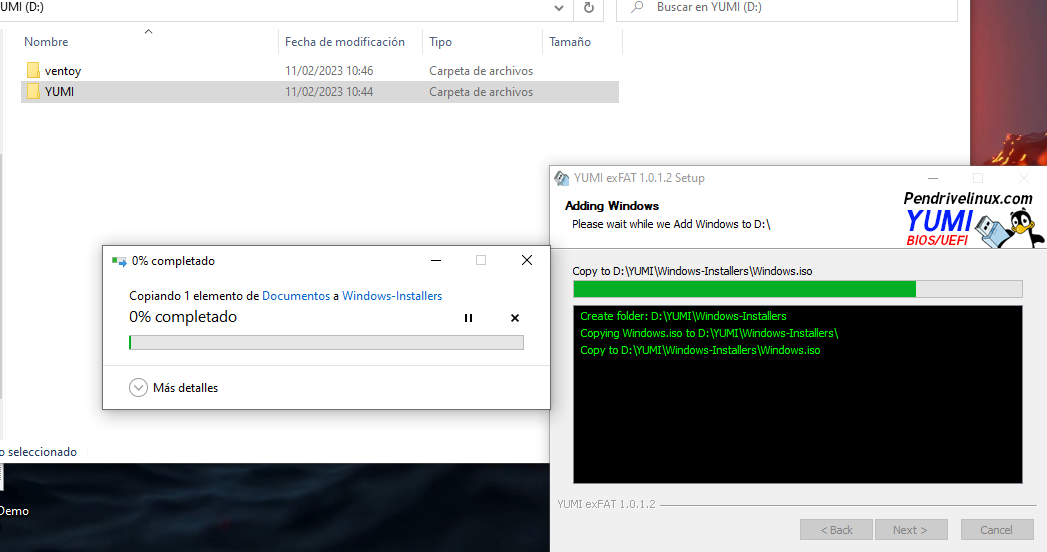 YUMI (D:)
Buscar en YUMI (D:)
Nombre
Fecha de modificación
Tipo
Tamaño
ventoy
11/02/2023 10:46
Carpeta de archivos
YUMI
11/02/2023 10:44
Carpeta de archivos
YUMI exFAT 1.0.1.2 Setup
Adding Windows
Please wait while we Add Windows to D:\
Pendrivelinux.com
YUMI
BIOS/UEFI
0% completado
Copiando 1 elemento de Documentos a Windows-Installers
0% completado
Más detalles
Copy to D:\YUMI\Windows-Installers\Windows.iso
Create folder: D:\YUMI\Windows-Installers
Copying Windows.iso to D:\YUMI\Windows-Installers\
Copy to D:\YUMI\Windows-Installers\Windows.iso
o seleccionado
Demo
YUMI exFAT 1.0.1.2
< Back
Next >
Cancel